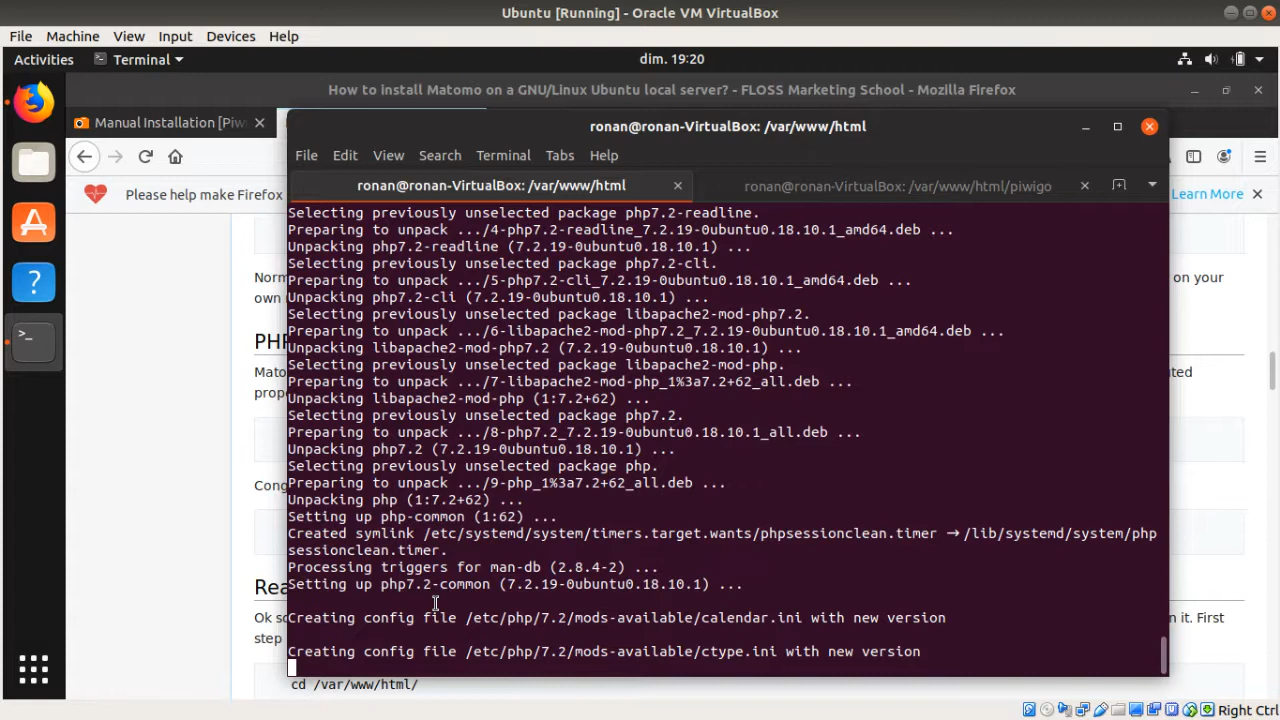 Ubuntu [Running] - Oracle VM VirtualBox
File Machine View Input Devices Help
Activities Terminal dim. 19:20
How to install Matomo on a GNU/Linux Ubuntu local server? - FLOSS Marketing School - Mozilla Firefox
Manual Installation [Piw
ronan@ronan-VirtualBox: /var/www/html
File Edit View Search Terminal Tabs Help
ronan@ronan-VirtualBox: /var/www/html
ronan@ronan-VirtualBox: /var/www/html/piwigo
Please help make Firefox
Learn More
Selecting previously unselected package php7.2-readline.
Preparing to unpack .../4-php7.2-readline_7.2.19-0ubuntu0.18.10.1_amd64.deb ...
Unpacking php7.2-readline (7.2.19-0ubuntu0.18.10.1) ...
Selecting previously unselected package php7.2-cli.
Preparing to unpack .../5-php7.2-cli_7.2.19-0ubuntu0.18.10.1_amd64.deb ...
Unpacking php7.2-cli (7.2.19-0ubuntu0.18.10.1) ...
Selecting previously unselected package libapache2-mod-php7.2.
Preparing to unpack .../6-libapache2-mod-php7.2_7.2.19-0ubuntu0.18.10.1_amd64.deb ...
Unpacking libapache2-mod-php7.2 (7.2.19-0ubuntu0.18.10.1) ...
Selecting previously unselected package libapache2-mod-php.
Preparing to unpack .../7-libapache2-mod-php_1%3a7.2+62_all.deb ...
Unpacking libapache2-mod-php (1:7.2+62) ...
Selecting previously unselected package php7.2.
Preparing to unpack .../8-php7.2_7.2.19-0ubuntu0.18.10.1_all.deb ...
Unpacking php7.2 (7.2.19-0ubuntu0.18.10.1) ...
Selecting previously unselected package php.
Preparing to unpack .../9-php_1%3a7.2+62_all.deb ...
Unpacking php (1:7.2+62) ...
Setting up php-common (1:62) ...
Created symlink /etc/systemd/system/timers.target.wants/phpsessionclean.timer → /lib/systemd/system/php
sessionclean.timer.
Processing triggers for man-db (2.8.4-2) ...
Setting up php7.2-common (7.2.19-0ubuntu0.18.10.1) ...
Creating config file /etc/php/7.2/mods-available/calendar.ini with new version
Creating config file /etc/php/7.2/mods-available/ctype.ini with new version
Norm
on your
own
PHP
Mato
ted
prope
Cong
Rea
Ok so
n it. First
step
cd /var/www/html/
Right Ctrl